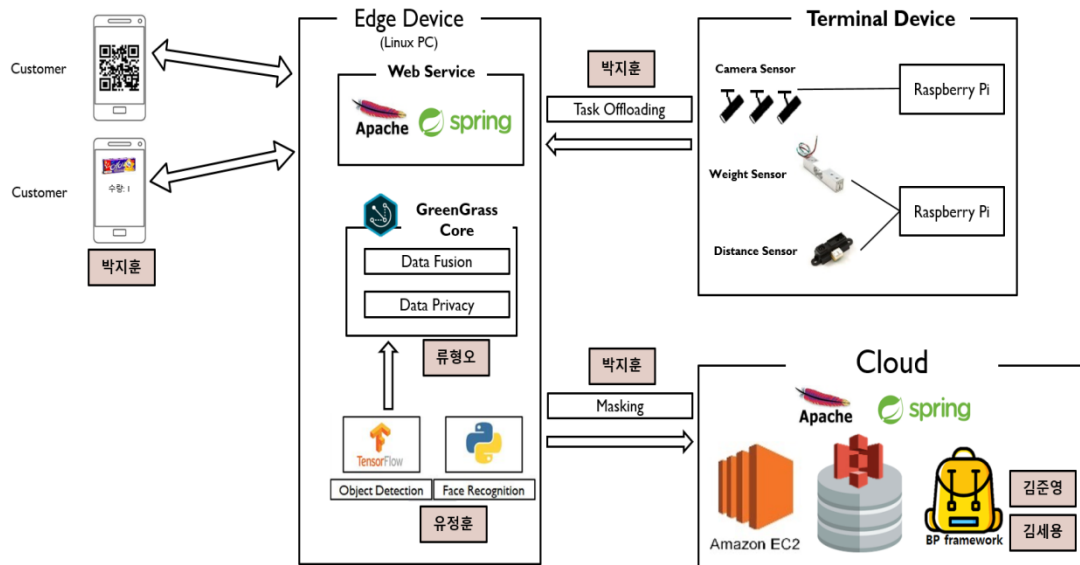 Customer
Customer
수량: 1
박지훈
Edge Device
(Linux PC)
Web Service
Apache
spring
GreenGrass
Core
Data Fusion
Data Privacy
류형오
TensorFlow
Object Detection
Face Recognition
유정훈
박지훈
Task Offloading
박지훈
Masking
Terminal Device
Camera Sensor
Raspberry Pi
Weight Sensor
Raspberry Pi
Distance Sensor
Cloud
Apache
spring
Amazon EC2
BP framework
김준영
김세용